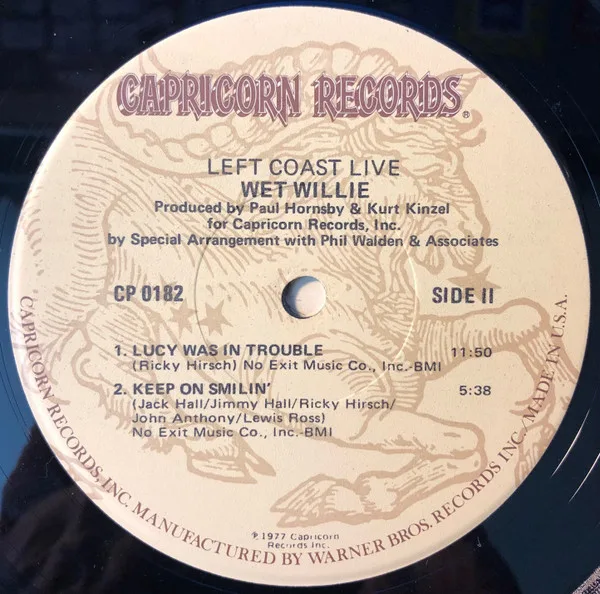 CAPRICORN RECORDS®
LEFT COAST LIVE
WET WILLIE
Produced by Paul Hornsby & Kurt Kinzel
for Capricorn Records, Inc.
by Special Arrangement with Phil Walden & Associates
CP 0182 SIDE II
1. LUCY WAS IN TROUBLE 11:50
(Ricky Hirsch) No Exit Music Co., Inc.-BMI
2. KEEP ON SMILIN' 5:38
(Jack Hall/Jimmy Hall/Ricky Hirsch/
John Anthony/Lewis Ross)
No Exit Music Co., Inc.-BMI
℗ 1977 Capricorn
Records Inc.
CAPRICORN RECORDS, INC. MANUFACTURED BY WARNER BROS. RECORDS INC. MADE IN U.S.A.